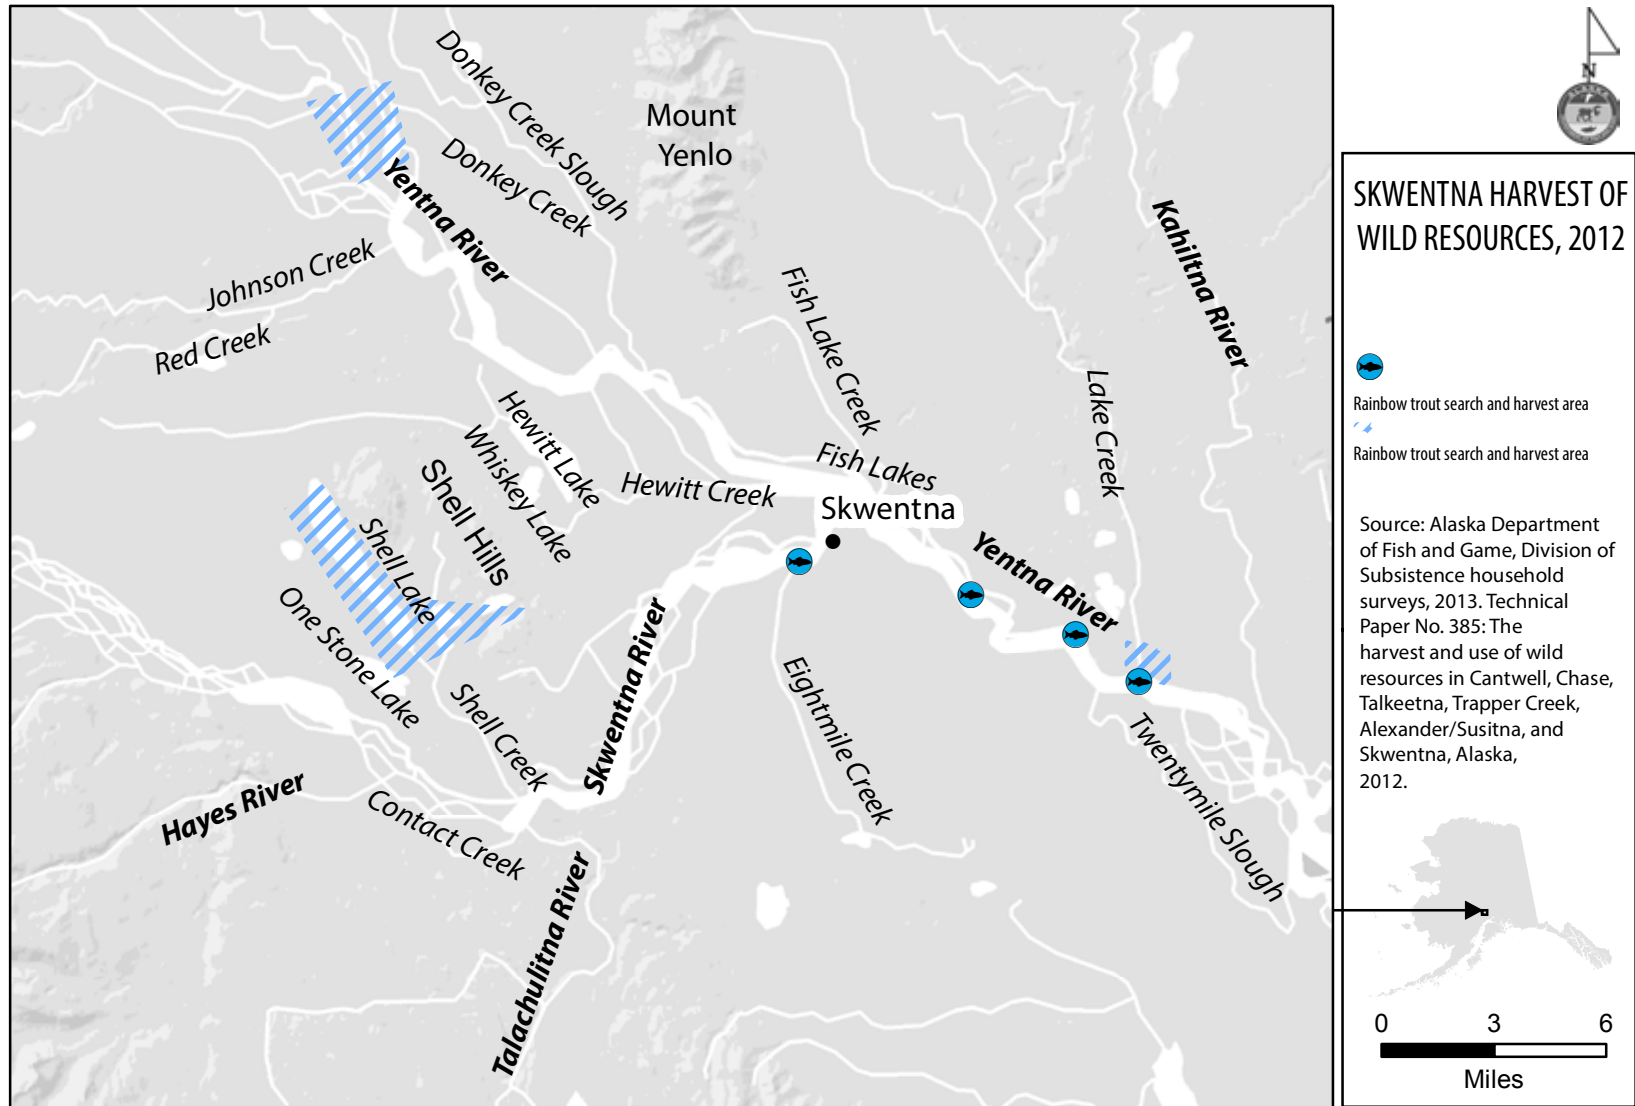 Donkey Creek Slough
Mount
Yenlo
Donkey Creek
Yentna River
Kahiltna River
Johnson Creek
Red Creek
Fish Lake Creek
Lake Creek
Hewitt Lake
Whiskey Lake
Fish Lakes
Hewitt Creek
Shell Hills
Skwentna
Shell Lake
Yentna River
One Stone Lake
Skwentna River
Eightmile Creek
Shell Creek
Twentymile Slough
Hayes River
Contact Creek
Talachulitna River
N
SKWENTNA HARVEST OF
WILD RESOURCES, 2012
Rainbow trout search and harvest area
Rainbow trout search and harvest area
Source: Alaska Department
of Fish and Game, Division of
Subsistence household
surveys, 2013. Technical
Paper No. 385: The
harvest and use of wild
resources in Cantwell, Chase,
Talkeetna, Trapper Creek,
Alexander/Susitna, and
Skwentna, Alaska,
2012.
0 3 6
Miles